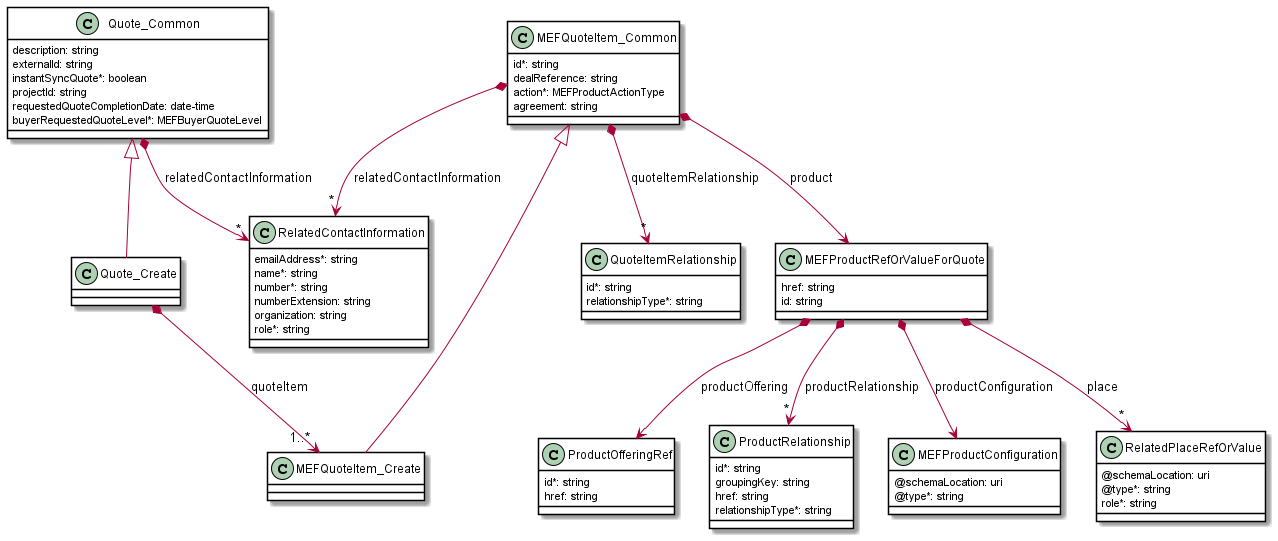 C Quote_Common
description: string
externalId: string
instantSyncQuote*: boolean
projectId: string
requestedQuoteCompletionDate: date-time
buyerRequestedQuoteLevel*: MEFBuyerQuoteLevel
C MEFQuoteItem_Common
id*: string
dealReference: string
action*: MEFProductActionType
agreement: string
relatedContactInformation
*
relatedContactInformation
*
quoteItemRelationship
*
product
C Quote_Create
C RelatedContactInformation
emailAddress*: string
name*: string
number*: string
numberExtension: string
organization: string
role*: string
C QuoteItemRelationship
id*: string
relationshipType*: string
C MEFProductRefOrValueForQuote
href: string
id: string
quoteItem
1..*
productOffering
productRelationship
*
productConfiguration
place
*
C MEFQuoteItem_Create
C ProductOfferingRef
id*: string
href: string
C ProductRelationship
id*: string
groupingKey: string
href: string
relationshipType*: string
C MEFProductConfiguration
@schemaLocation: uri
@type*: string
C RelatedPlaceRefOrValue
@schemaLocation: uri
@type*: string
role*: string